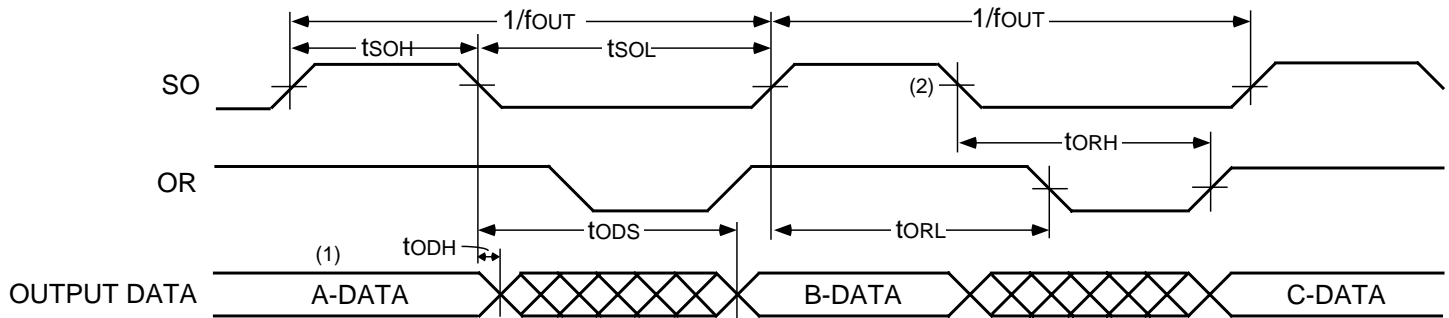 1/fOUT 1/fOUT
tSOH tSOL
SO (2)
tORH
OR
tODS tORL
tODH
(1)
OUTPUT DATA A-DATA B-DATA C-DATA